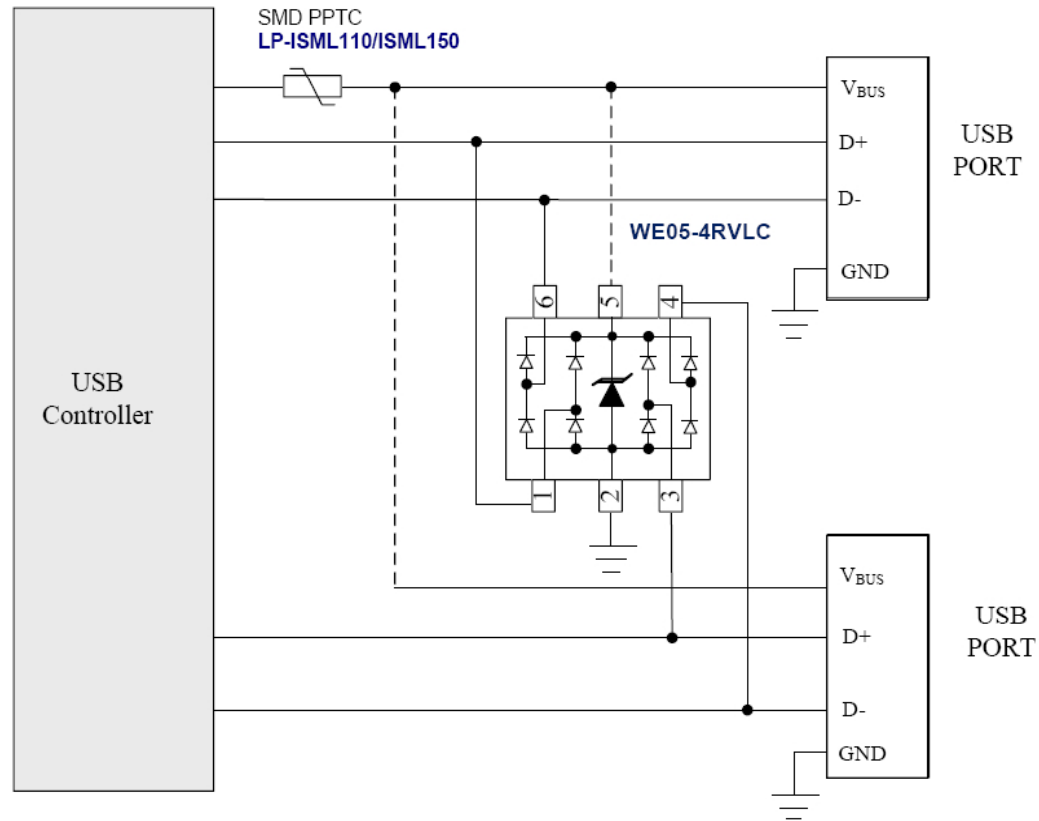 SMD PPTC
LP-ISML110/ISML150
VBUS
D+
D-
GND
USB
PORT
WE05-4RVLC
6
5
4
USB
Controller
1
2
3
VBUS
D+
D-
GND
USB
PORT